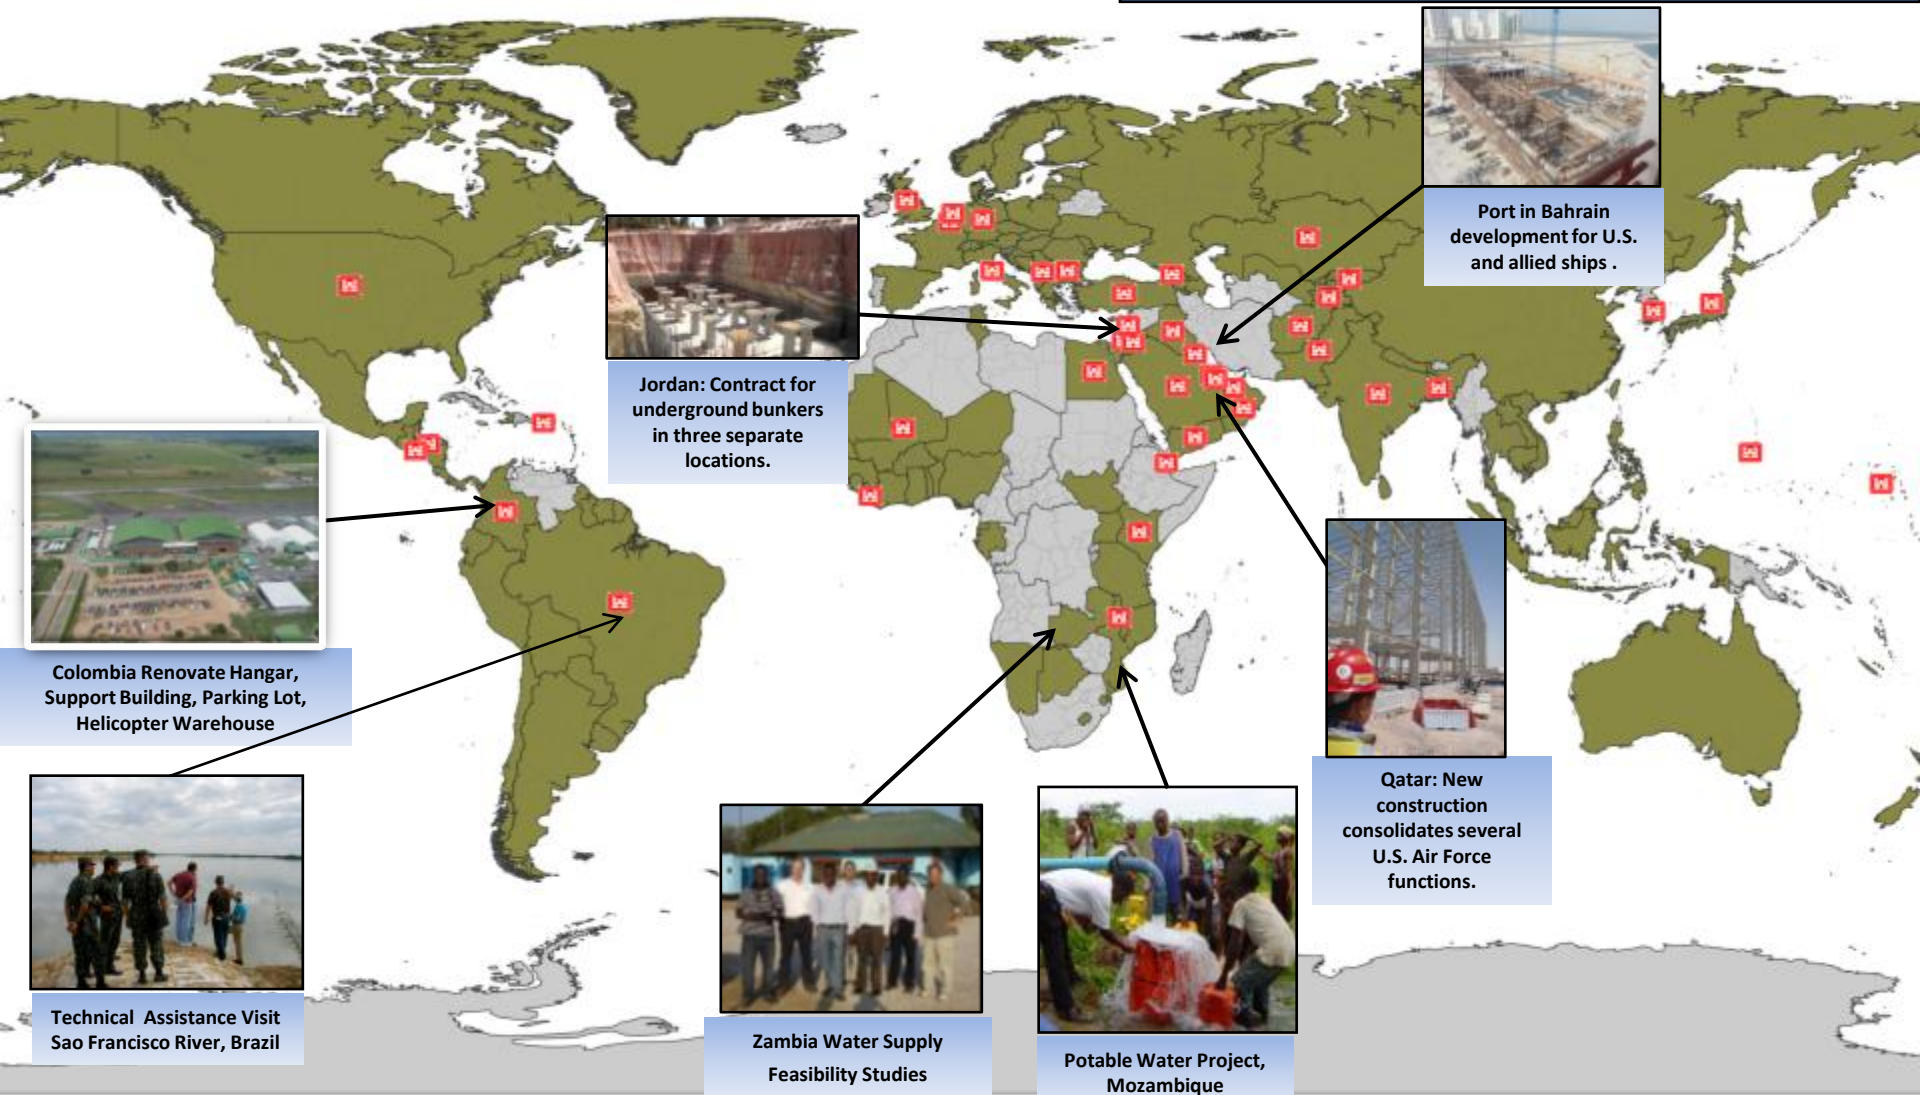 Port in Bahrain
development for U.S.
and allied ships .
Jordan: Contract for
underground bunkers
in three separate
locations.
Colombia Renovate Hangar,
Support Building, Parking Lot,
Helicopter Warehouse
Qatar: New
construction
consolidates several
U.S. Air Force
functions.
Technical Assistance Visit
Sao Francisco River, Brazil
Zambia Water Supply
Feasibility Studies
Potable Water Project,
Mozambique